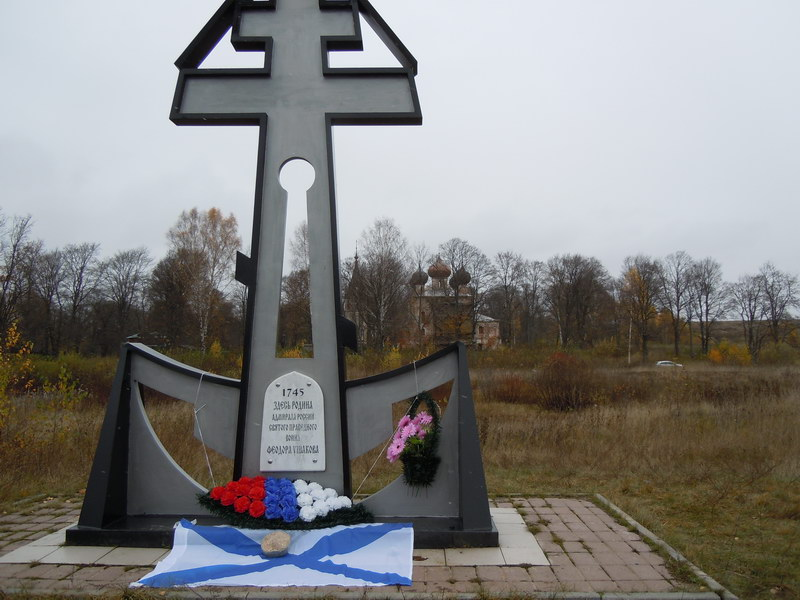 1745
ЗДЕСЬ РОДИНА
АДМИРАЛА РОССИИ
СВЯТОГО ПРАВЕДНОГО
ВОИНА
ФЕОДОРА УШАКОВА